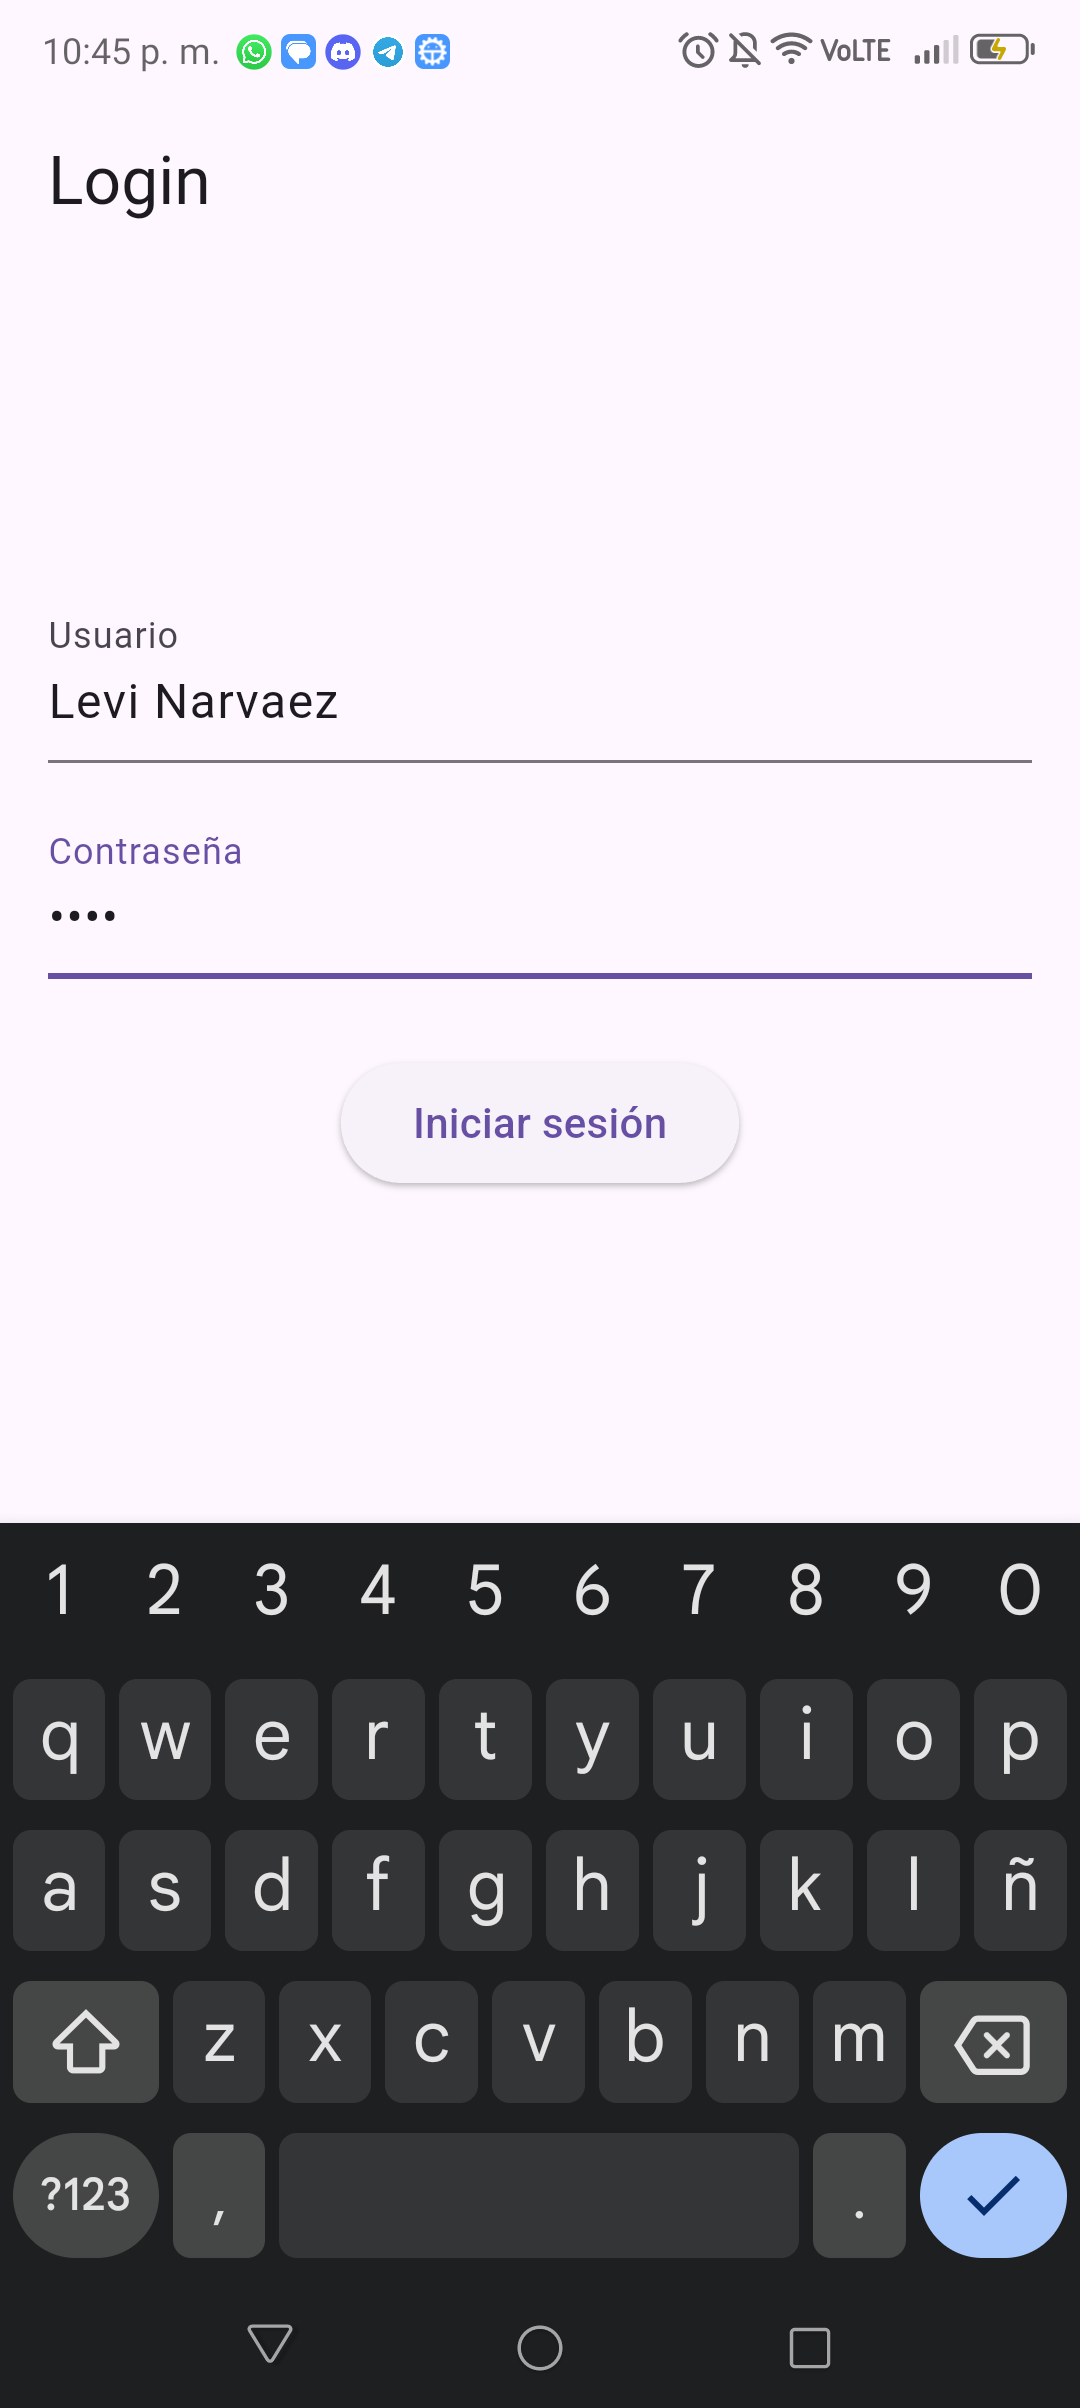 10:45 p. m. VoLTE
Login
Usuario
Levi Narvaez
Contraseña
••••
Iniciar sesión
1 2 3 4 5 6 7 8 9 0
q w e r t y u i o p
a s d f g h j k l ñ
z x c v b n m
?123 , .